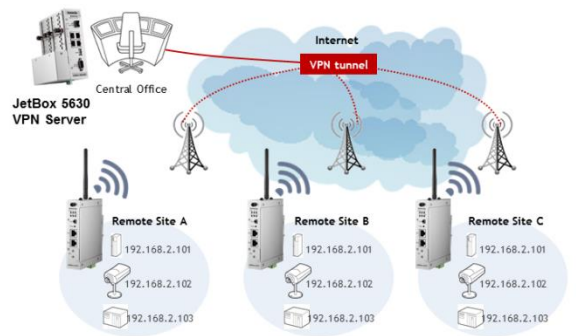 Internet
VPN tunnel
Central Office
JetBox 5630
VPN Server
Remote Site A
192.168.2.101
192.168.2.102
192.168.2.103
Remote Site B
192.168.2.101
192.168.2.102
192.168.2.103
Remote Site C
192.168.2.101
192.168.2.102
192.168.2.103